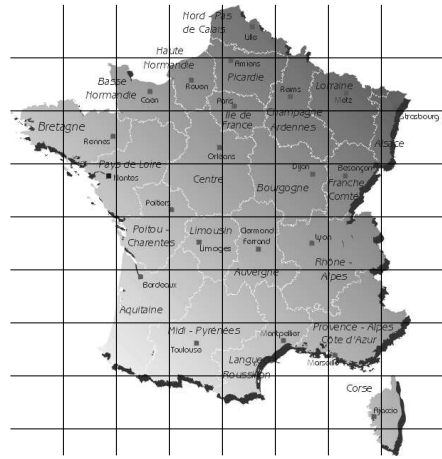 Nord - Pas
de Calais
Lille
Haute
Normandie
Amiens
Picardie
Basse
Normandie
Rouen
Caen
Reims
Lorraine
Metz
Paris
Ile de
France
Champagne
Ardennes
Strasbourg
Alsace
Bretagne
Rennes
Orléans
Pays de Loire
Nantes
Centre
Dijon
Besançon
Bourgogne
Franche
Comté
Poitiers
Poitou -
Charentes
Limousin
Limoges
Clermont
Ferrand
Auvergne
Lyon
Rhône -
Alpes
Bordeaux
Aquitaine
Midi - Pyrénées
Toulouse
Montpellier
Provence - Alpes
Côte d'Azur
Marseille
Roussillon
Corse
Ajaccio